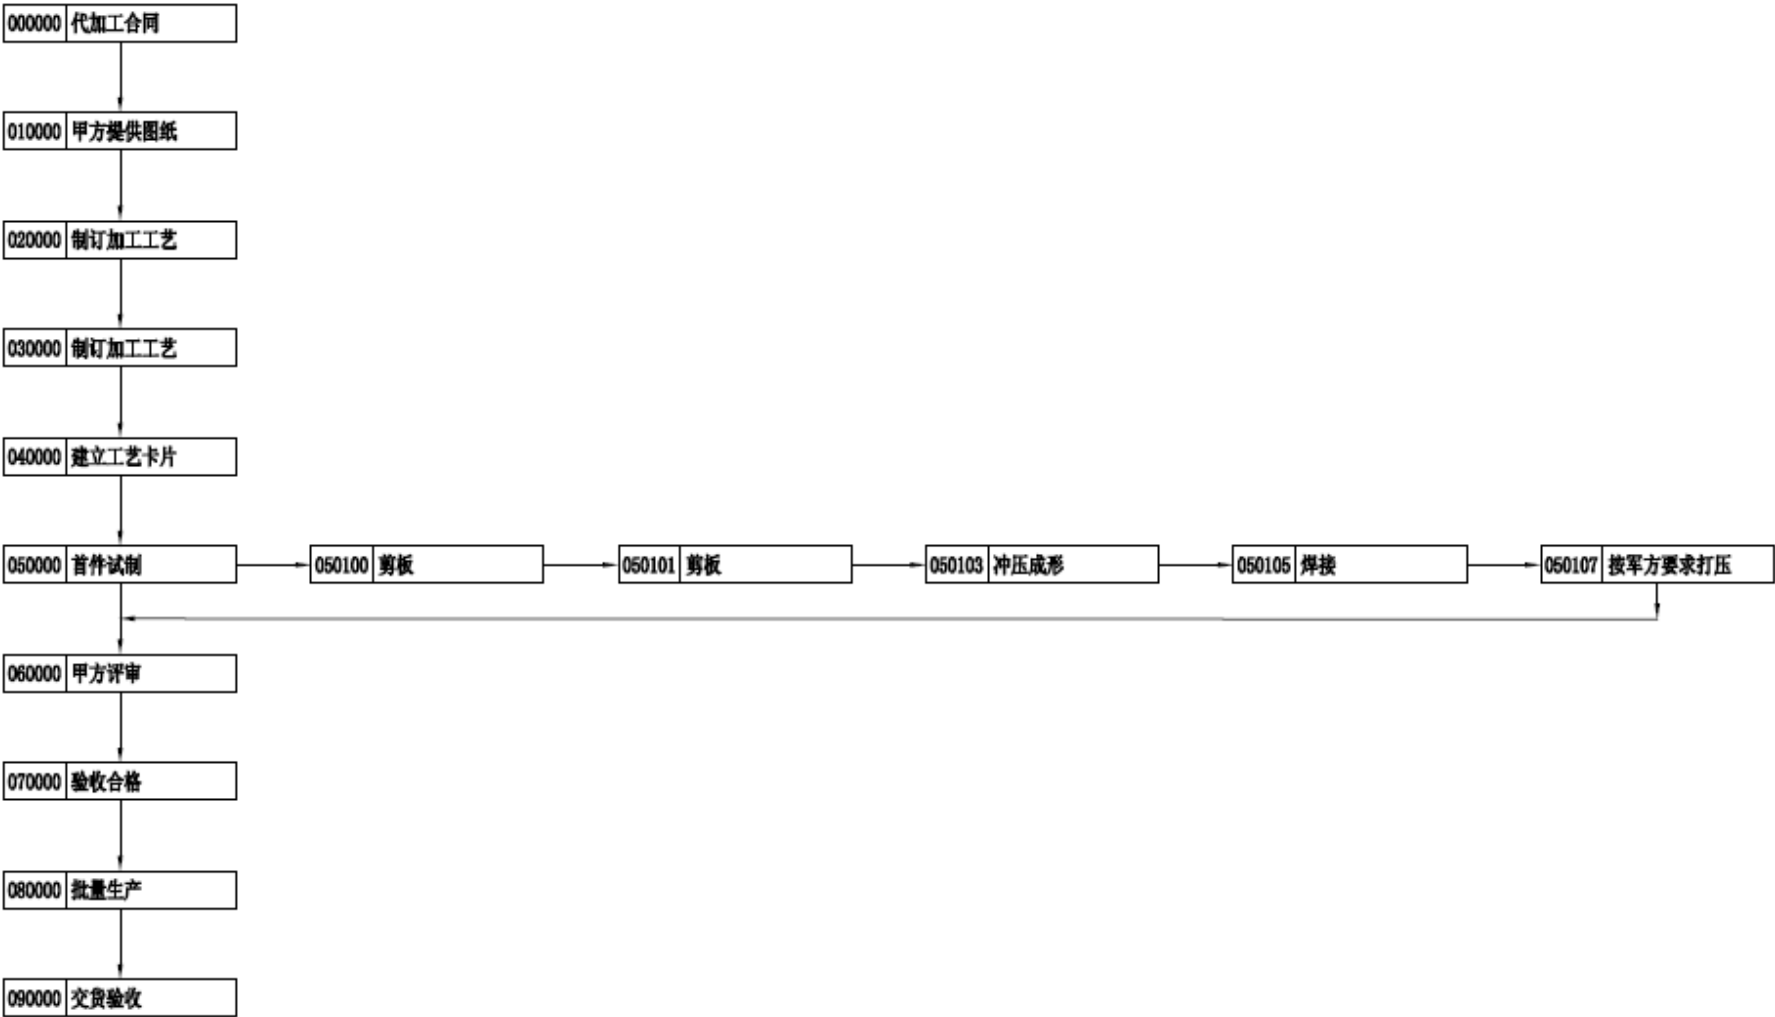 000000 代加工合同
010000 甲方提供图纸
020000 制订加工工艺
030000 制订加工工艺
040000 建立工艺卡片
050000 首件试制
050100 剪板
050101 剪板
050103 冲压成形
050105 焊接
050107 按军方要求打压
060000 甲方评审
070000 验收合格
080000 批量生产
090000 交货验收